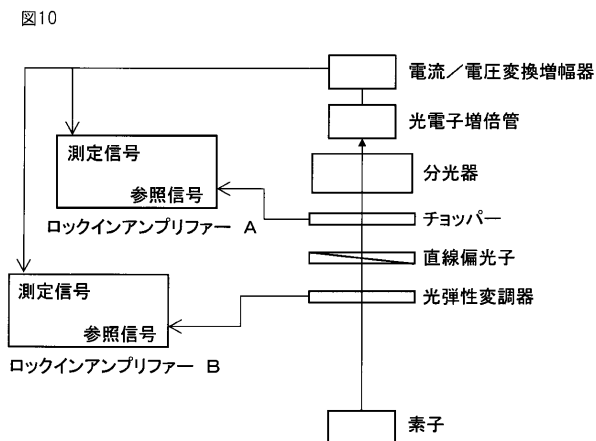 図10
電流／電圧変換増幅器
光電子増倍管
測定信号
分光器
参照信号
チョッパー
ロックインアンプリファー A
直線偏光子
測定信号
光弾性変調器
参照信号
ロックインアンプリファー B
素子